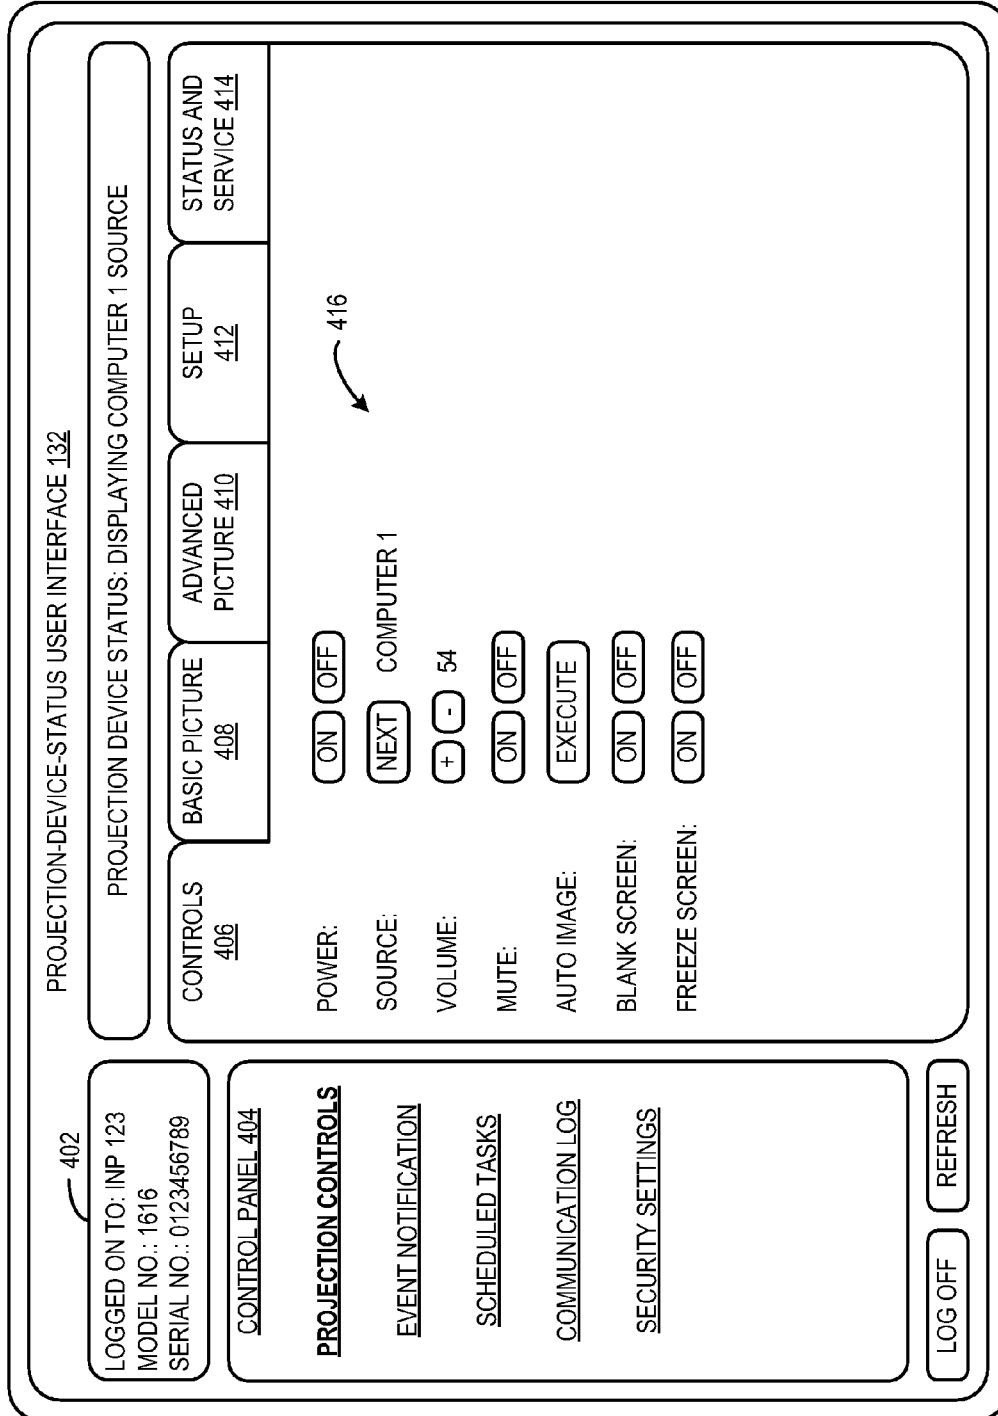 PROJECTION-DEVICE-STATUS USER INTERFACE 132
402
LOGGED ON TO: INP 123
MODEL NO.: 1616
SERIAL NO.: 0123456789
PROJECTION DEVICE STATUS: DISPLAYING COMPUTER 1 SOURCE
CONTROL PANEL 404
PROJECTION CONTROLS
EVENT NOTIFICATION
SCHEDULED TASKS
COMMUNICATION LOG
SECURITY SETTINGS
LOG OFF
REFRESH
CONTROLS
406
BASIC PICTURE
408
ADVANCED
PICTURE 410
SETUP
412
STATUS AND
SERVICE 414
POWER: ON OFF
SOURCE: NEXT COMPUTER 1
VOLUME: + - 54
MUTE: ON OFF
AUTO IMAGE: EXECUTE
BLANK SCREEN: ON OFF
FREEZE SCREEN: ON OFF
416